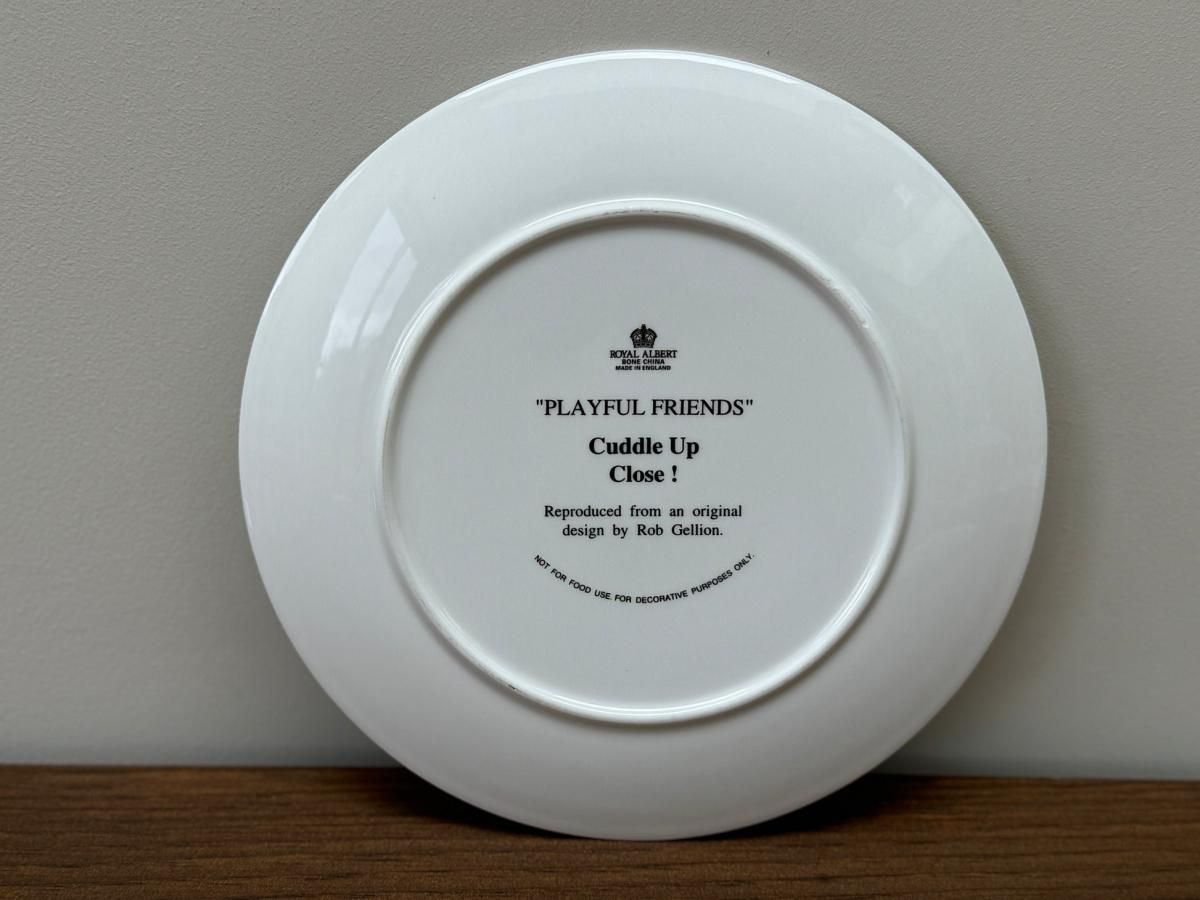 ROYAL ALBERT
BONE CHINA
MADE IN ENGLAND
"PLAYFUL FRIENDS"
Cuddle Up
Close !
Reproduced from an original
design by Rob Gellion.
NOT FOR FOOD USE. FOR DECORATIVE PURPOSES ONLY.